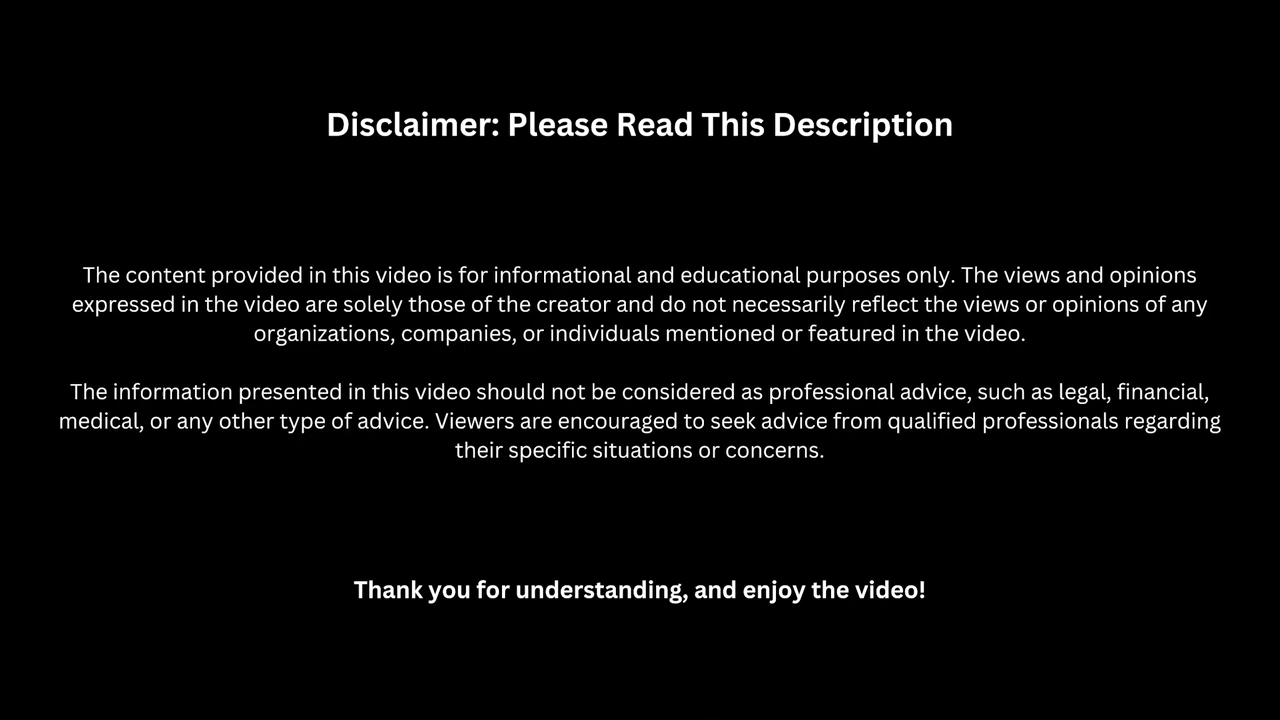 Disclaimer: Please Read This Description
The content provided in this video is for informational and educational purposes only. The views and opinions
expressed in the video are solely those of the creator and do not necessarily reflect the views or opinions of any
organizations, companies, or individuals mentioned or featured in the video.
The information presented in this video should not be considered as professional advice, such as legal, financial,
medical, or any other type of advice. Viewers are encouraged to seek advice from qualified professionals regarding
their specific situations or concerns.
Thank you for understanding, and enjoy the video!